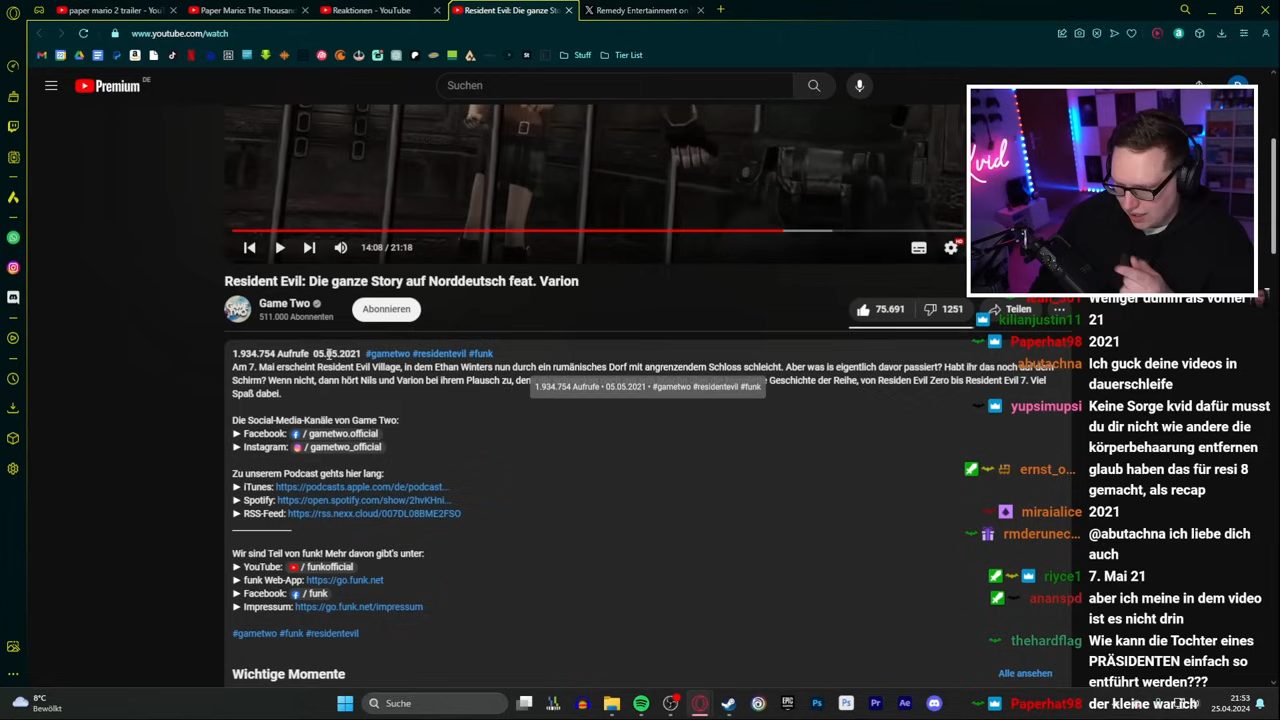 paper mario 2 trailer - You
Paper Mario: The Thousand
Reaktionen - YouTube
Resident Evil: Die ganze Sto
Remedy Entertainment on
www.youtube.com/watch
Stuff
Tier List
Premium DE
Suchen
Kvid
14:08 / 21:18
Resident Evil: Die ganze Story auf Norddeutsch feat. Varion
Game Two
511.000 Abonnenten
Abonnieren
75.691
1251
Teilen
1.934.754 Aufrufe 05.05.2021 #gametwo #residentevil #funk
Am 7. Mai erscheint Resident Evil Village, in dem Ethan Winters nun durch ein rumänisches Dorf mit angrenzendem Schloss schleicht. Aber was is eigentlich davor passiert? Habt ihr das noch auf dem
Schirm? Wenn nicht, dann hört Nils und Varion bei ihrem Plausch zu, den
e Geschichte der Reihe, von Residen Evil Zero bis Resident Evil 7. Viel
Spaß dabei.
1.934.754 Aufrufe • 05.05.2021 • #gametwo #residentevil #funk
Die Social-Media-Kanäle von Game Two:
► Facebook: / gametwo.official
► Instagram: / gametwo_official
Zu unserem Podcast gehts hier lang:
► iTunes: https://podcasts.apple.com/de/podcast...
► Spotify: https://open.spotify.com/show/2hvKHni...
► RSS-Feed: https://rss.nexx.cloud/007DL08BME2FSO
Wir sind Teil von funk! Mehr davon gibt's unter:
► YouTube: / funkofficial
► funk Web-App: https://go.funk.net
► Facebook: / funk
► Impressum: https://go.funk.net/impressum
#gametwo #funk #residentevil
Wichtige Momente
Alle ansehen
weniger dumm als vorher
kilianjustin11 21
Paperhat98 2021
abutachna Ich gucke deine videos an
dauerschleife
yupsimupsi Keine Sorge kvid dafür musst
du dir nicht wie andere die
körperbehaarung entfernen
ernst_o... glaub haben das für resi 8
gemacht, als recap
miraialice 2021
rmderunec... @abutachna ich liebe dich
auch
riyce1 7. Mai 21
ananspd aber ich meine in dem video
ist es nicht drin
thehardflag Wie kann die Tochter eines
PRÄSIDENTEN einfach so
entführt werden???
Paperhat98 der kleine war ich
8°C
Bewölkt
Suche
21:53
25.04.2024